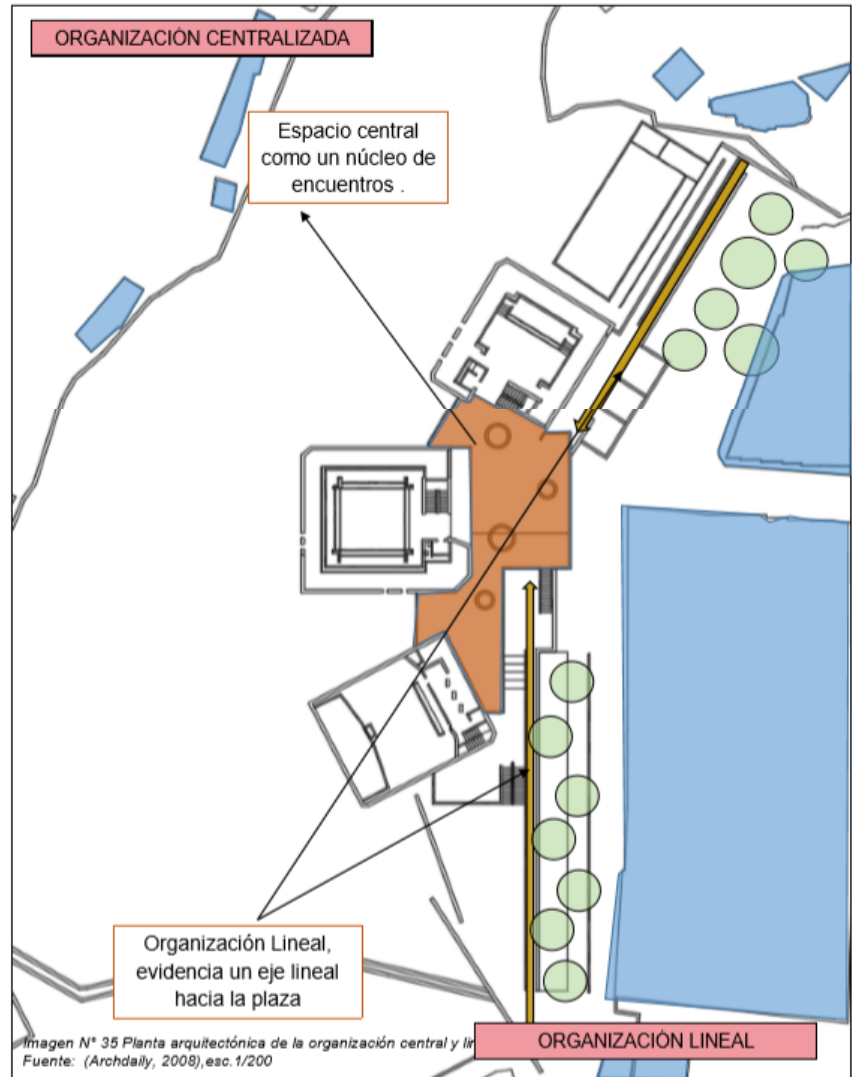 ORGANIZACIÓN CENTRALIZADA
Espacio central
como un núcleo de
encuentros .
Organización Lineal,
evidencia un eje lineal
hacia la plaza
Imagen N° 35 Planta arquitectónica de la organización central y
ORGANIZACIÓN LINEAL
Fuente: (Archdaily, 2008),esc.1/200